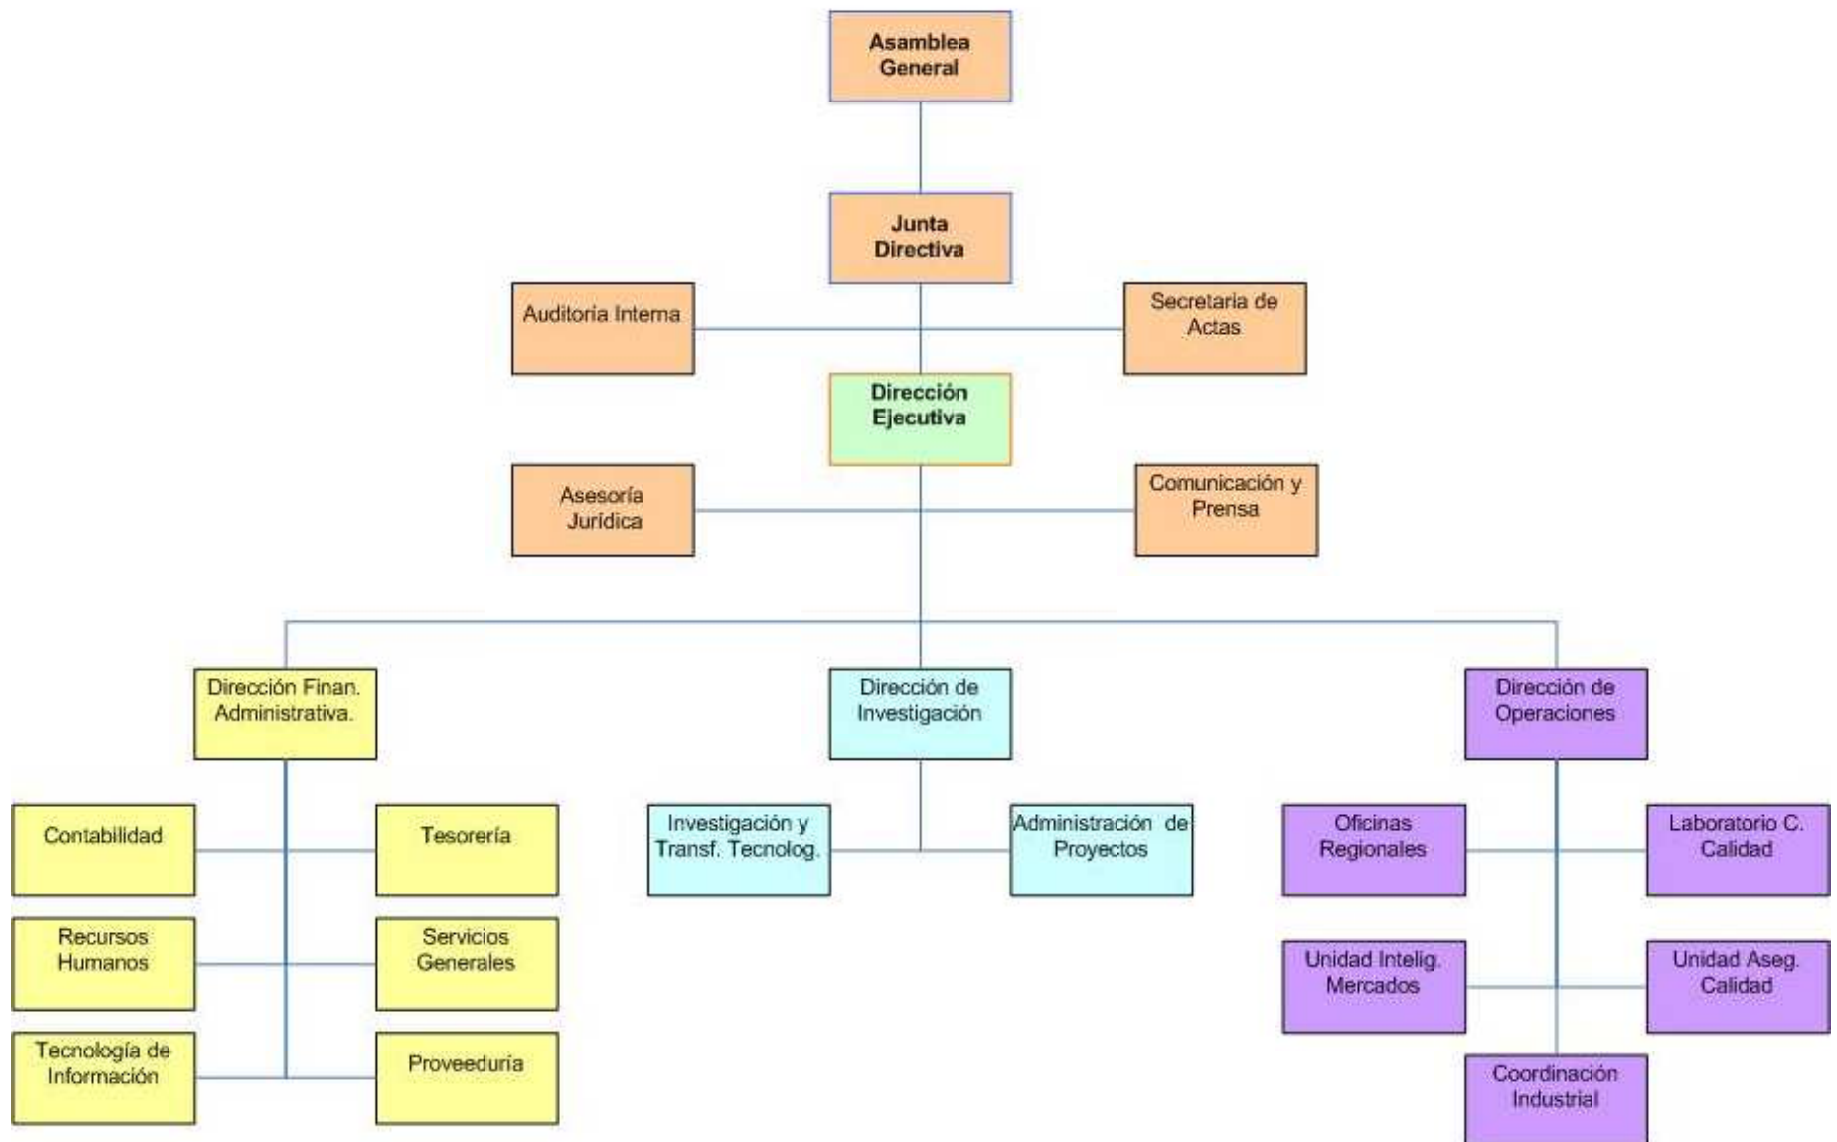 Asamblea
General
Junta
Directiva
Auditoría Interna
Secretaria de
Actas
Dirección
Ejecutiva
Asesoría
Jurídica
Comunicación y
Prensa
Dirección Finan.
Administrativa.
Dirección de
Investigación
Dirección de
Operaciones
Contabilidad
Tesorería
Investigación y
Transf. Tecnolog.
Administración de
Proyectos
Oficinas
Regionales
Laboratorio C.
Calidad
Recursos
Humanos
Servicios
Generales
Unidad Intelig.
Mercados
Unidad Aseg.
Calidad
Tecnología de
Información
Proveeduría
Coordinación
Industrial